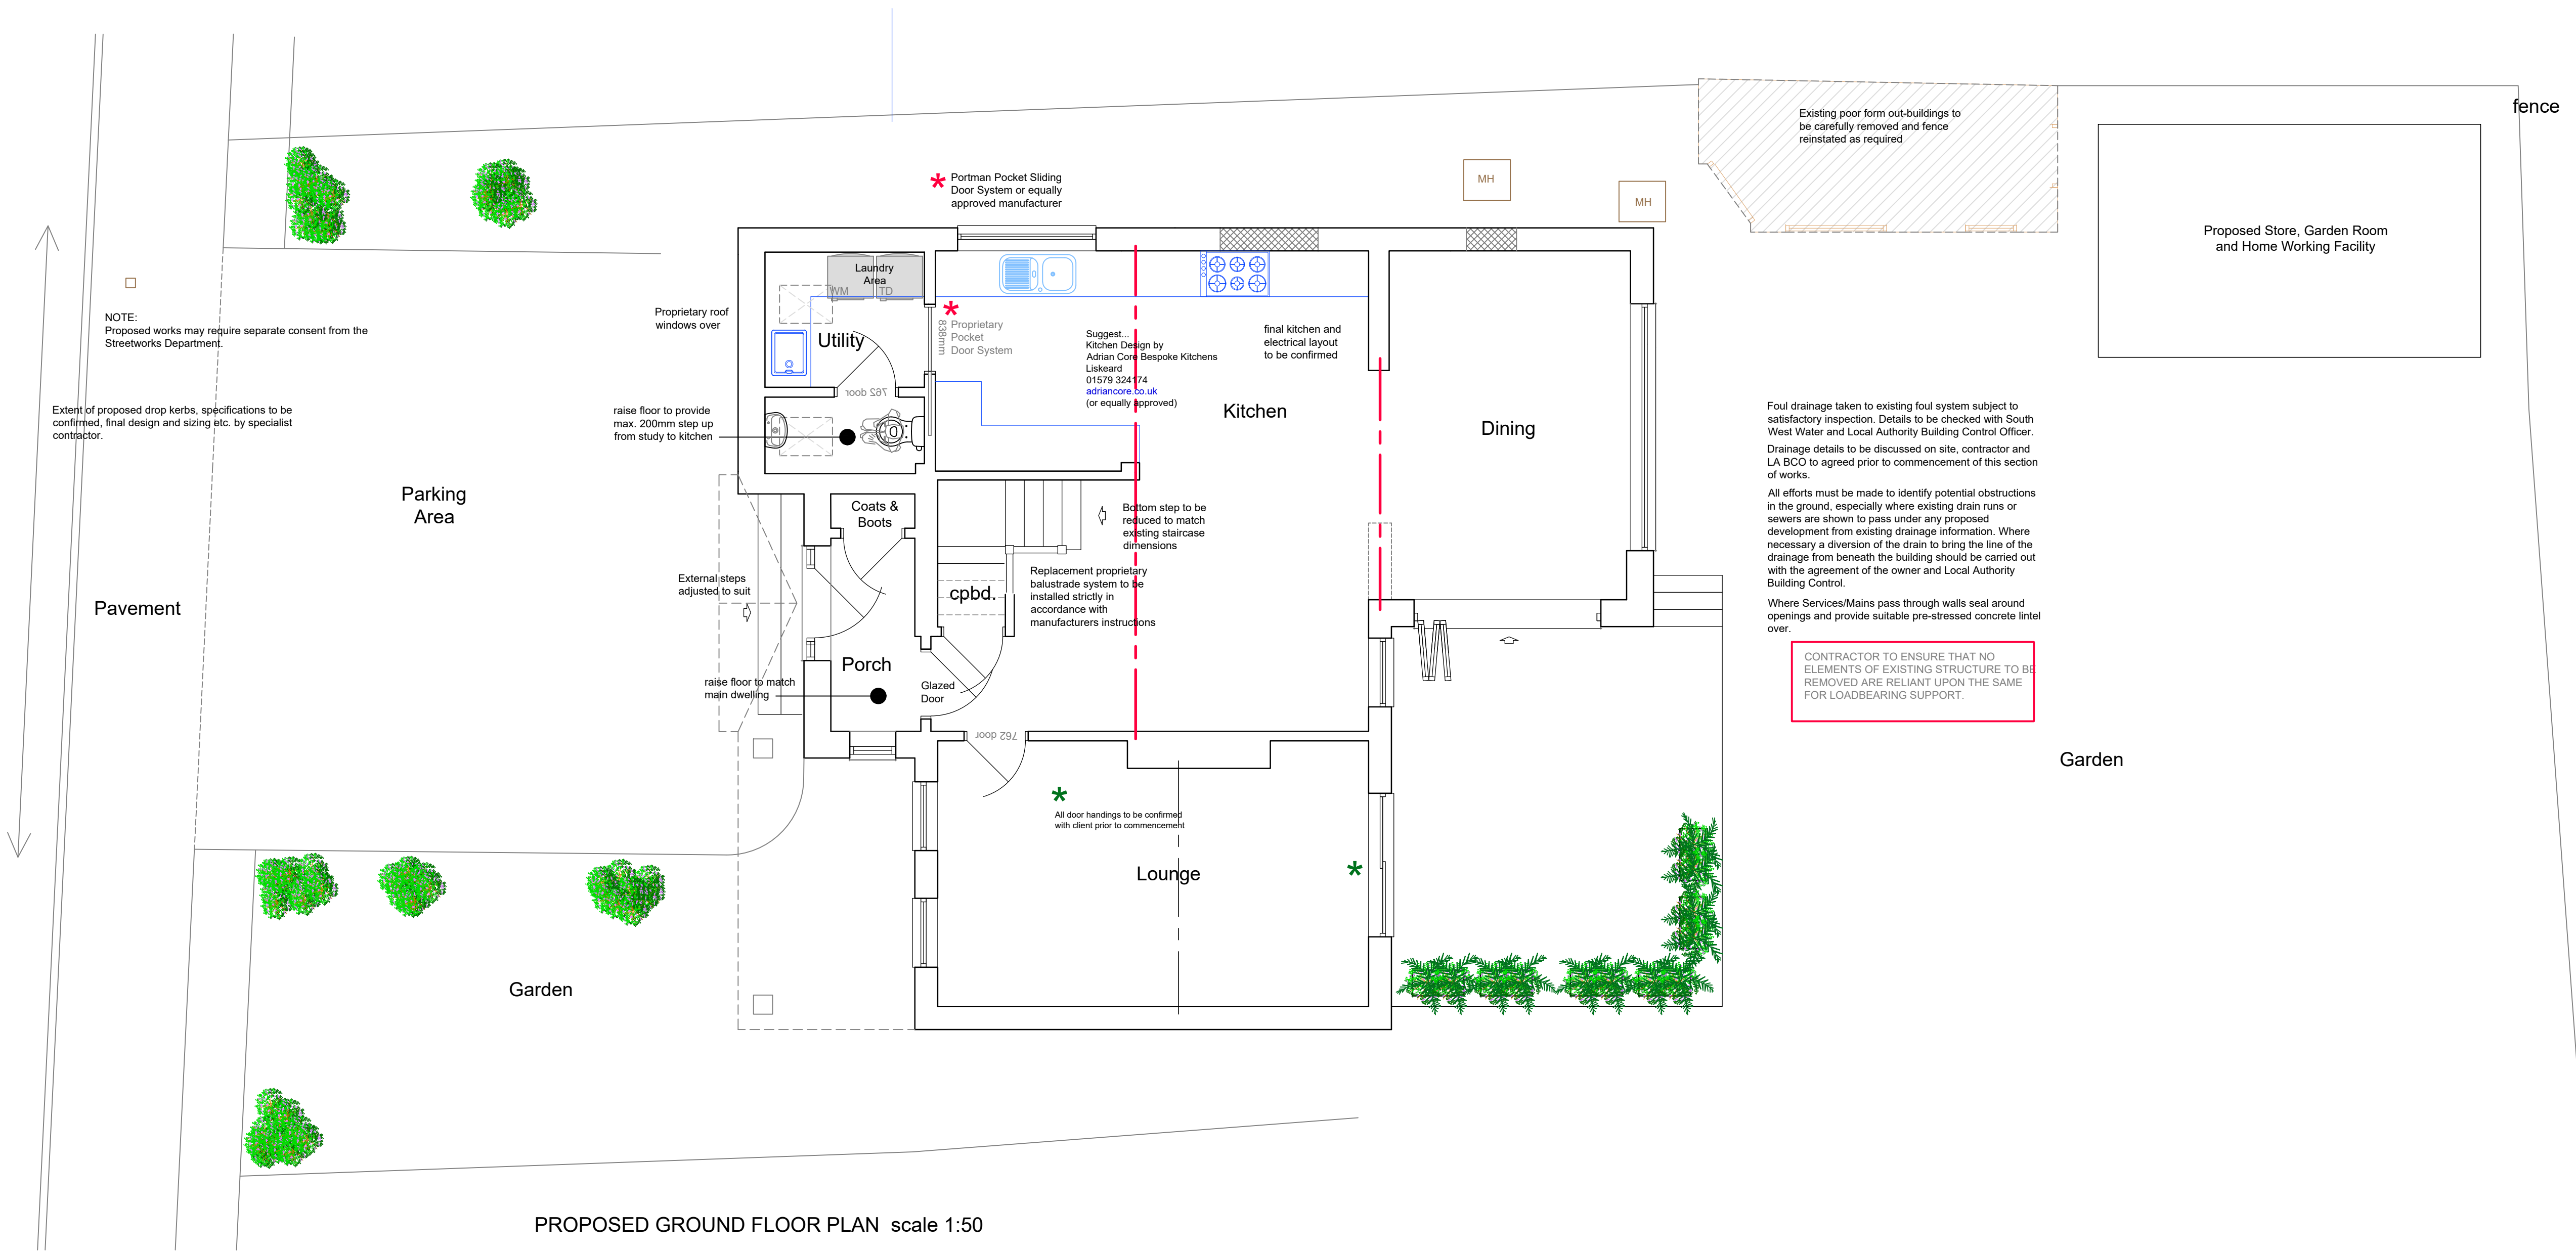 fence
Existing poor form out-buildings to
be carefully removed and fence
reinstated as required
*
Portman Pocket Sliding
Door System or equally
approved manufacturer
MH
MH
Proposed Store, Garden Room
and Home Working Facility
Laundry
Area
WM
TD
NOTE:
Proposed works may require separate consent from the
Streetworks Department.
Proprietary roof
windows over
Utility
*
838mm
Proprietary
Pocket
Door System
Suggest...
Kitchen Design by
Adrian Core Bespoke Kitchens
Liskeard
01579 324174
adriancore.co.uk
(or equally approved)
final kitchen and
electrical layout
to be confirmed
762 door
Extent of proposed drop kerbs, specifications to be
confirmed, final design and sizing etc. by specialist
contractor.
raise floor to provide
max. 200mm step up
from study to kitchen
Kitchen
Dining
Foul drainage taken to existing foul system subject to
satisfactory inspection. Details to be checked with South
West Water and Local Authority Building Control Officer.
Drainage details to be discussed on site, contractor and
LA BCO to agreed prior to commencement of this section
of works.
All efforts must be made to identify potential obstructions
in the ground, especially where existing drain runs or
sewers are shown to pass under any proposed
development from existing drainage information. Where
necessary a diversion of the drain to bring the line of the
drainage from beneath the building should be carried out
with the agreement of the owner and Local Authority
Building Control.
Where Services/Mains pass through walls seal around
openings and provide suitable pre-stressed concrete lintel
over.
CONTRACTOR TO ENSURE THAT NO
ELEMENTS OF EXISTING STRUCTURE TO BE
REMOVED ARE RELIANT UPON THE SAME
FOR LOADBEARING SUPPORT.
Parking
Area
Coats &
Boots
Bottom step to be
reduced to match
existing staircase
dimensions
External steps
adjusted to suit
cpbd.
Replacement proprietary
balustrade system to be
installed strictly in
accordance with
manufacturers instructions
Pavement
Porch
raise floor to match
main dwelling
Glazed
Door
762 door
Garden
*
All door handings to be confirmed
with client prior to commencement
Lounge
*
Garden
PROPOSED GROUND FLOOR PLAN scale 1:50